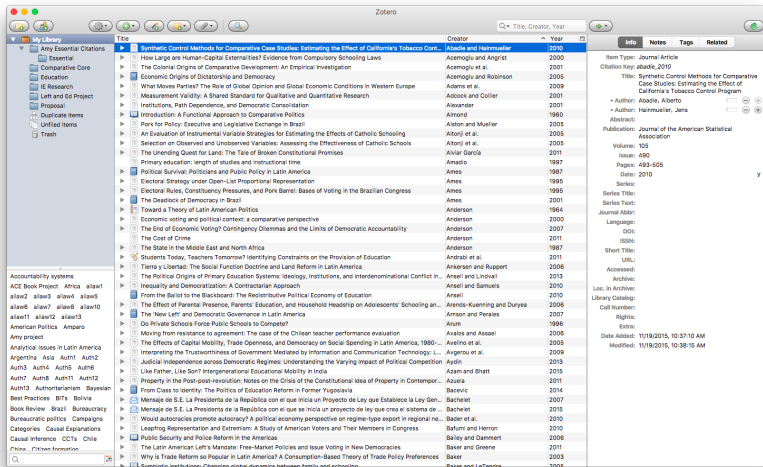 Zotero
Title, Creator, Year
My Library
Amy Essential Citations
Essential
Comparative Core
Education
IE Research
Left and Ed Project
Proposal
Duplicate Items
Unfiled Items
Trash
Accountability systems
ACE Book Project Africa ailaw1
ailaw2 ailaw3 ailaw4 ailaw5
ailaw6 ailaw7 ailaw8 ailaw10
ailaw11 ailaw12 ailaw13
American Politics Amparo
Amy project
Analytical issues in Latin America
Argentina Asia Auth1 Auth2
Auth3 Auth4 Auth5 Auth6
Auth7 Auth8 Auth11 Auth12
Auth13 Authoritarianism Bayesian
Best Practices BITs Bolivia
Book Review Brazil Bureaucracy
Bureaucratic politics Campaigns
Categories Causal Explanations
Causal Inference CCTs Chile
China Citizen formation
Title Creator Year
Synthetic Control Methods for Comparative Case Studies: Estimating the Effect of California's Tobacco Cont... Abadie and Hainmueller 2010
How Large are Human-Capital Externalities? Evidence from Compulsory Schooling Laws Acemoglu and Angrist 2000
The Colonial Origins of Comparative Development: An Empirical Investigation Acemoglu et al. 2001
Economic Origins of Dictatorship and Democracy Acemoglu and Robinson 2005
What Moves Parties? The Role of Global Opinion and Global Economic Conditions in Western Europe Adams et al. 2009
Measurement Validity: A Shared Standard for Qualitative and Quantitative Research Adcock and Collier 2001
Institutions, Path Dependence, and Democratic Consolidation Alexander 2001
Introduction: A Functional Approach to Comparative Politics Almond 1960
Pork for Policy: Executive and Legislative Exchange in Brazil Alston and Mueller 2005
An Evaluation of Instrumental Variable Strategies for Estimating the Effects of Catholic Schooling Altonji et al. 2005
Selection on Observed and Unobserved Variables: Assessing the Effectiveness of Catholic Schools Altonji et al. 2005
The Unending Quest for Land: The Tale of Broken Constitutional Promises Alviar García 2011
Primary education: length of studies and instructional time Amadio 1997
Political Survival: Politicians and Public Policy in Latin America Ames 1987
Electoral Strategy under Open-List Proportional Representation Ames 1995
Electoral Rules, Constituency Pressures, and Pork Barrel: Bases of Voting in the Brazilian Congress Ames 1995
The Deadlock of Democracy in Brazil Ames 2001
Toward a Theory of Latin American Politics Anderson 1964
Economic voting and political context: a comparative perspective Anderson 2000
The End of Economic Voting? Contingency Dilemmas and the Limits of Democratic Accountability Anderson 2007
The Cost of Crime Anderson 2011
The State in the Middle East and North Africa Anderson 1987
Students Today, Teachers Tomorrow? Identifying Constraints on the Provision of Education Andrabi et al. 2011
Tierra y Libertad: The Social Function Doctrine and Land Reform in Latin America Ankersen and Ruppert 2006
The Political Origins of Primary Education Systems: Ideology, Institutions, and Interdenominational Conflict in... Ansell and Lindvall 2013
Inequality and Democratization: A Contractarian Approach Ansell and Samuels 2010
From the Ballot to the Blackboard: The Redistributive Political Economy of Education Ansell 2010
The Effect of Parental Presence, Parents' Education, and Household Headship on Adolescents' Schooling an... Arends-Kuenning and Duryea 2006
The 'New Left' and Democratic Governance in Latin America Arnson and Perales 2007
Do Private Schools Force Public Schools to Compete? Arum 1996
Moving from resistance to agreement: The case of the Chilean teacher performance evaluation Avalos and Assael 2006
The Effects of Capital Mobility, Trade Openness, and Democracy on Social Spending in Latin America, 1980-... Avelino et al. 2005
Interpreting the Trustworthiness of Government Mediated by Information and Communication Technology: L... Avgerou et al. 2009
Judicial Independence across Democratic Regimes: Understanding the Varying Impact of Political Competition Aydin 2013
Like Father, Like Son? Intergenerational Educational Mobility in India Azam and Bhatt 2015
Property in the Post-post-revolution: Notes on the Crisis of the Constitutional Idea of Property in Contempor... Azuela 2011
From Class to Identity: The Politics of Education Reform in Former Yugoslavia Bacevic 2014
Mensaje de S.E. La Presidenta de la República con el que Inicia un Proyecto de Ley que Establece la Ley Gen... Bachelet 2007
Mensaje de S.E. La Presidenta de la República con el que se inicia un proyecto de ley que crea el sistema de ... Bachelet 2015
Would autocracies promote autocracy? A political economy perspective on regime-type export in regional ne... Bader et al. 2010
Leapfrog Representation and Extremism: A Study of American Voters and Their Members in Congress Bafumi and Herron 2010
Public Security and Police Reform in the Americas Bailey and Dammert 2006
The Latin American Left's Mandate: Free-Market Policies and Issue Voting in New Democracies Baker and Greene 2011
Why is Trade Reform so Popular in Latin America? A Consumption-Based Theory of Trade Policy Preferences Baker 2003
Symbiotic Institutions: Changing global dynamics between family and schooling Baker and LeTendre 2008
Info Notes Tags Related
Item Type: Journal Article
Citation Key: abadie_2010
Title: Synthetic Control Methods for Comparative
Case Studies: Estimating the Effect of
California's Tobacco Control Program
Author: Abadie, Alberto
Author: Hainmueller, Jens
Abstract:
Publication: Journal of the American Statistical
Association
Volume: 105
Issue: 490
Pages: 493-505
Date: 2010 y
Series:
Series Title:
Series Text:
Journal Abbr:
Language:
DOI:
ISSN:
Short Title:
URL:
Accessed:
Archive:
Loc. in Archive:
Library Catalog:
Call Number:
Rights:
Extra:
Date Added: 11/19/2015, 10:37:10 AM
Modified: 11/19/2015, 10:38:15 AM